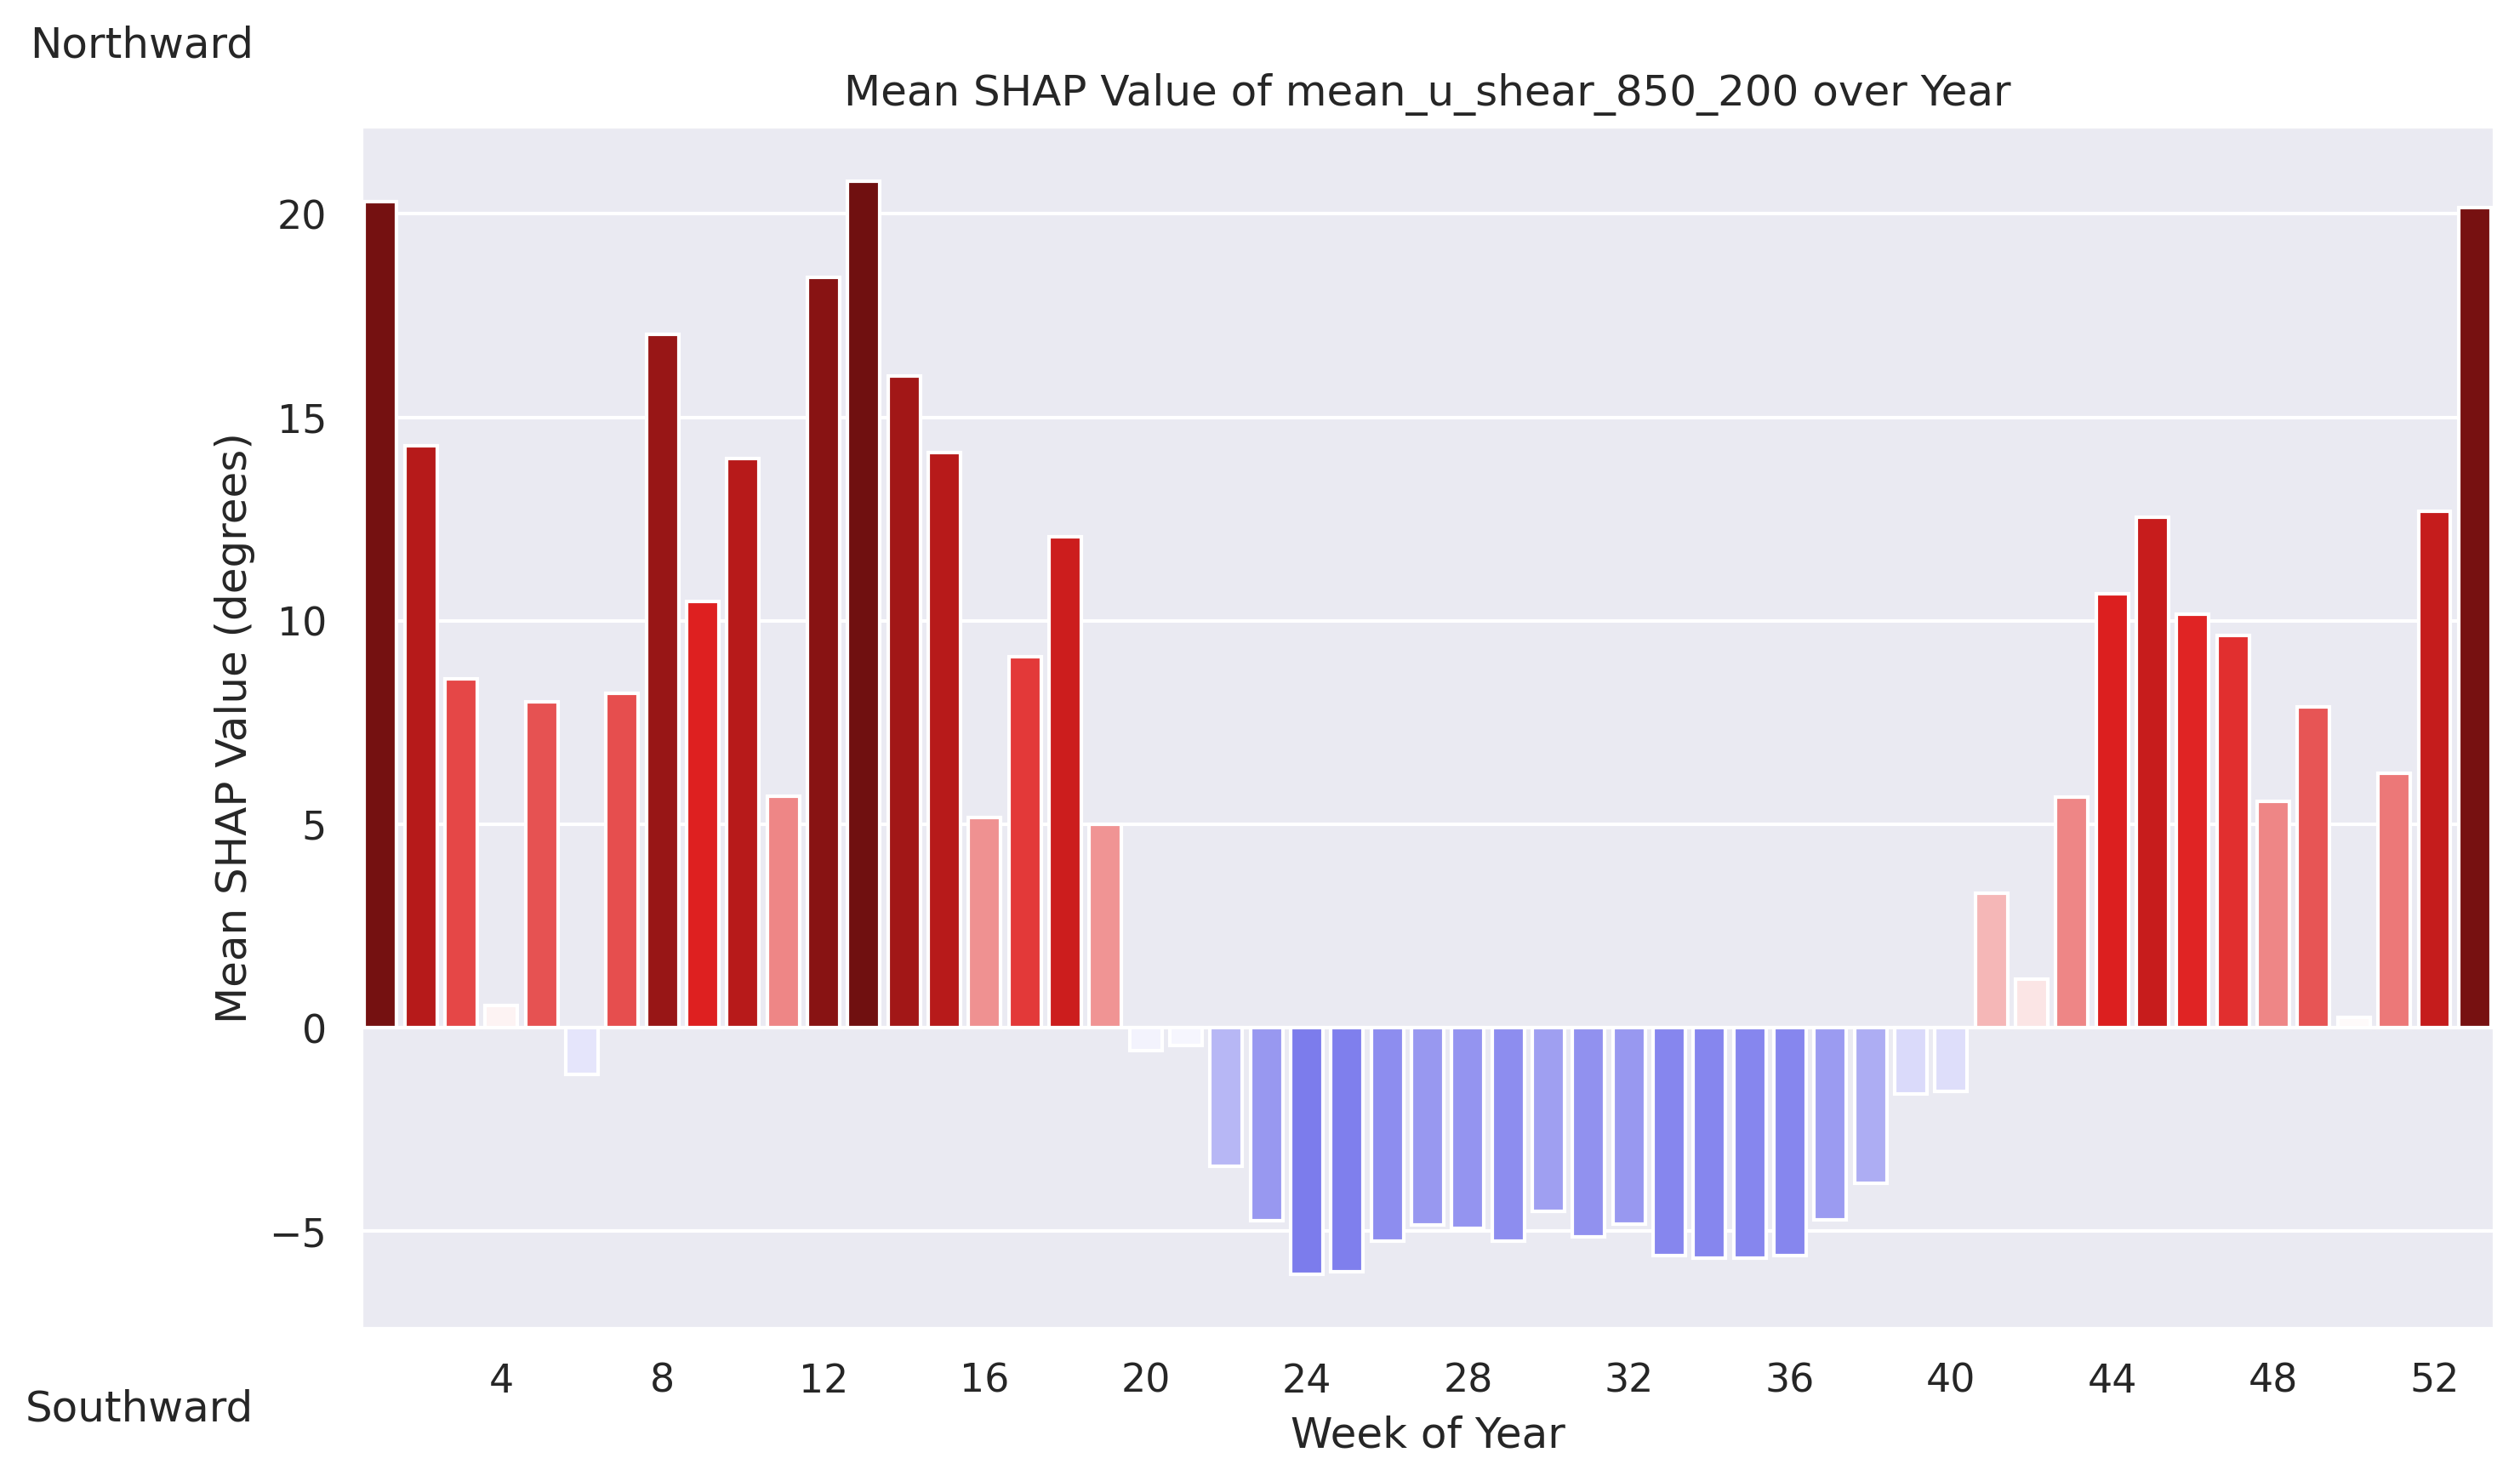 Northward
Mean SHAP Value of mean_u_shear_850_200 over Year
Mean SHAP Value (degrees)
20
15
10
5
0
−5
4 8 12 16 20 24 28 32 36 40 44 48 52
Southward
Week of Year